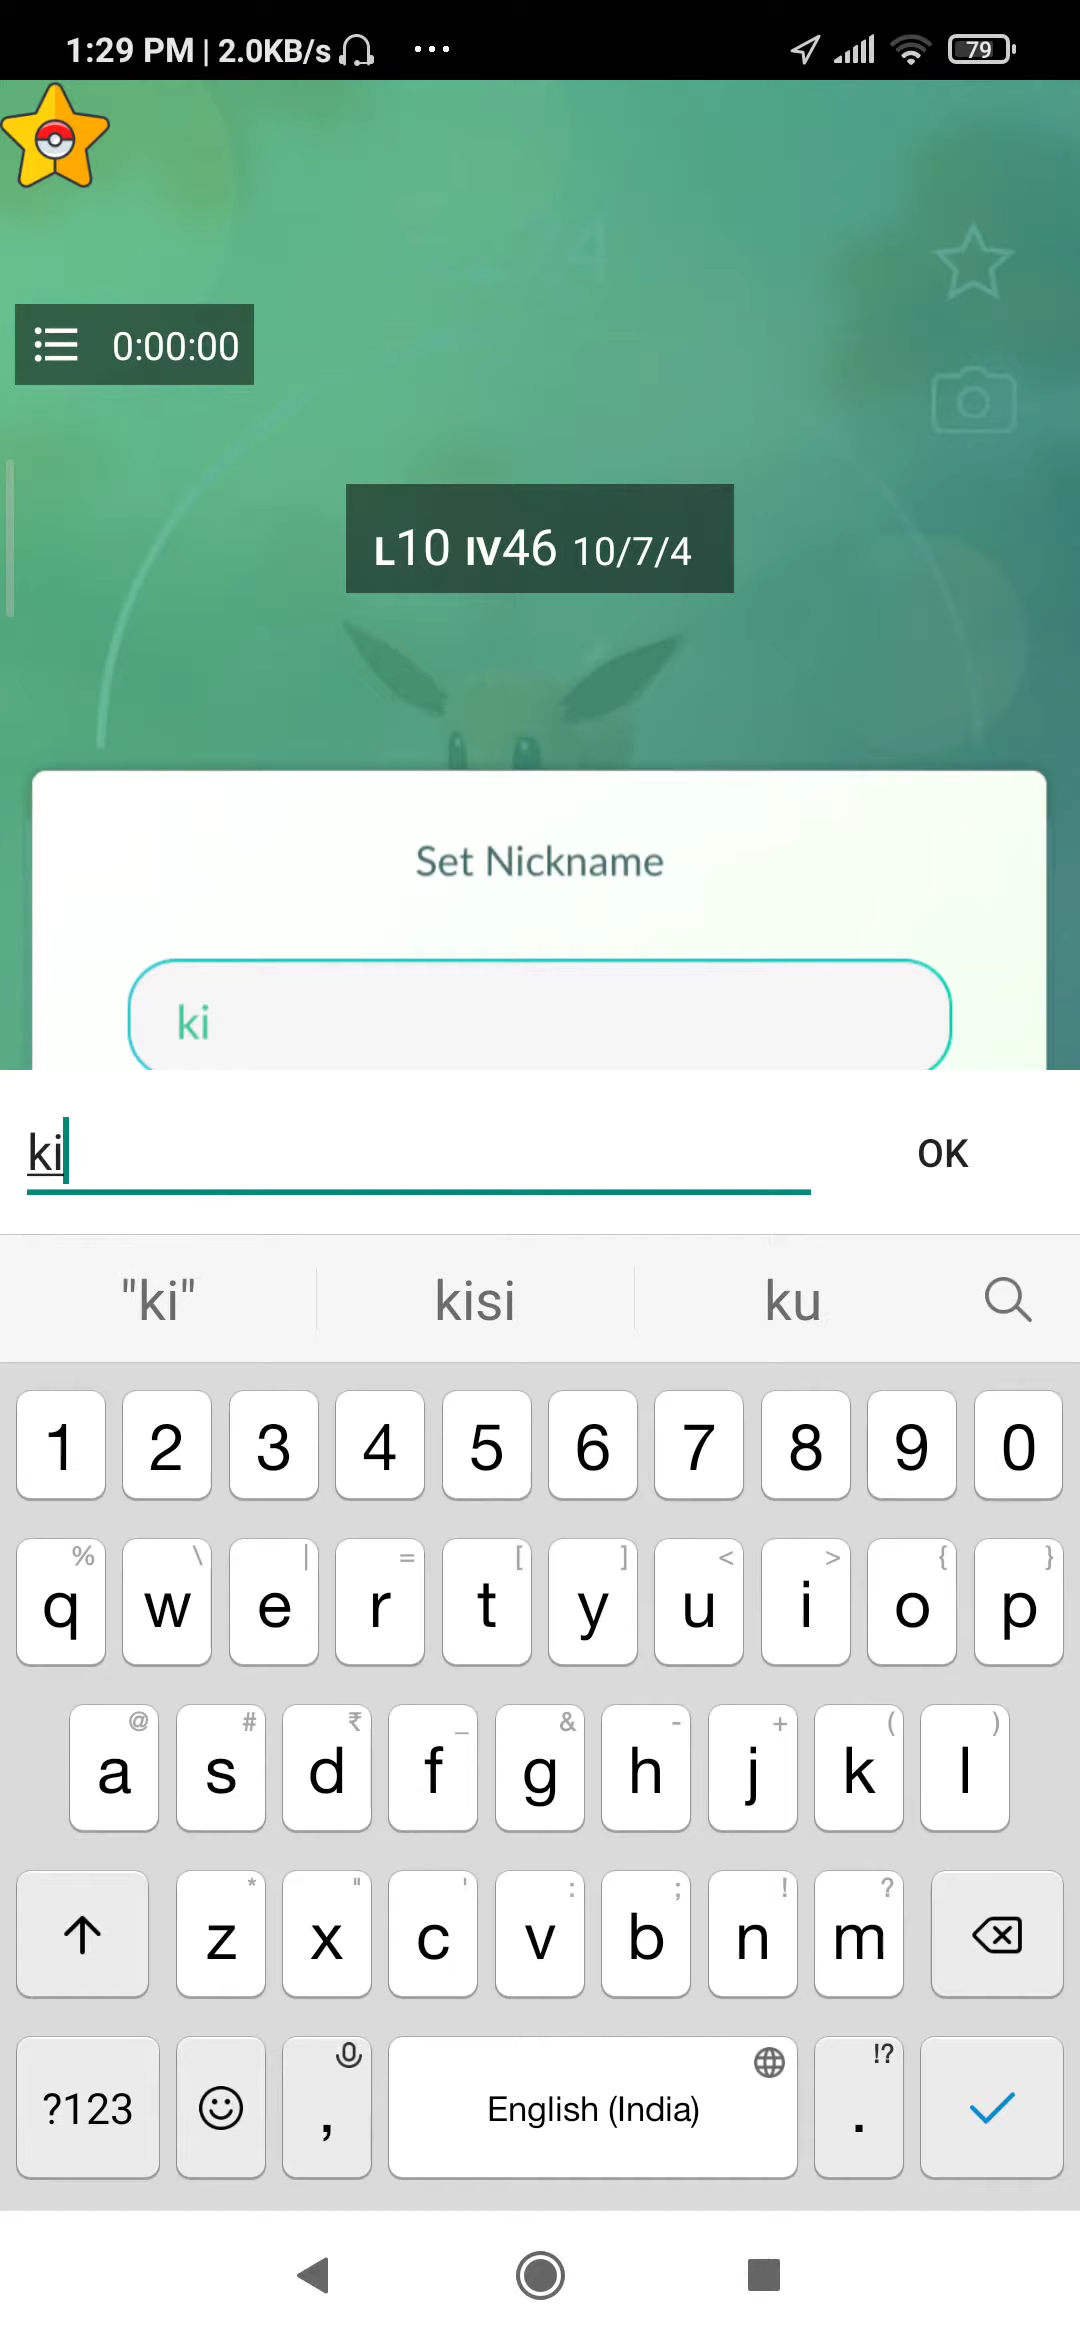 1:29 PM | 2.0KB/s ...
79
0:00:00
L10 IV46 10/7/4
Set Nickname
ki
ki
OK
"ki" kisi ku
1 2 3 4 5 6 7 8 9 0
% \ | = [ ] < > { }
q w e r t y u i o p
@ # ₹ _ & - + ( )
a s d f g h j k l
* " ' : ; ! ?
z x c v b n m
!?
?123 , English (India) .